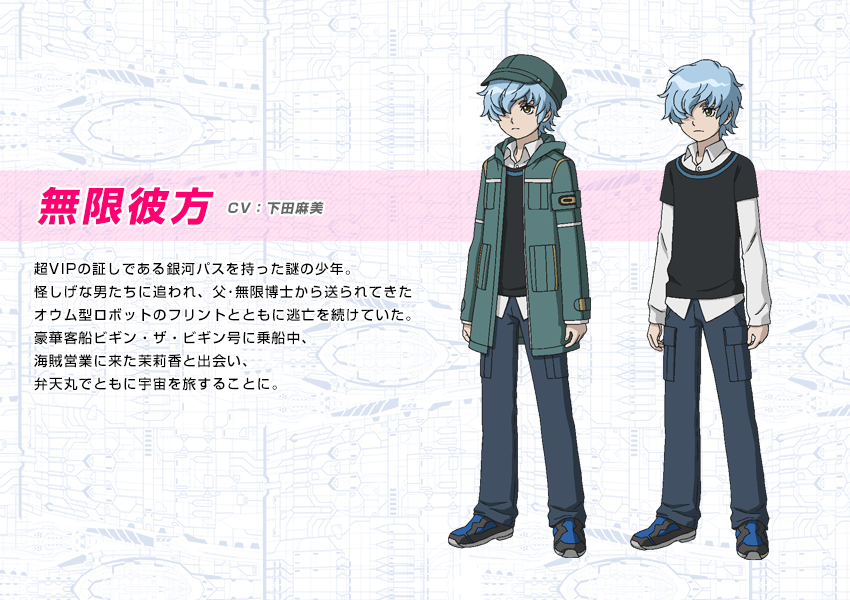 無限彼方 CV：下田麻美
超VIPの証しである銀河パスを持った謎の少年。
怪しげな男たちに追われ、父･無限博士から送られてきた
オウム型ロボットのフリントとともに逃亡を続けていた。
豪華客船ビギン・ザ・ビギン号に乗船中、
海賊営業に来た茉莉香と出会い、
弁天丸でともに宇宙を旅することに。